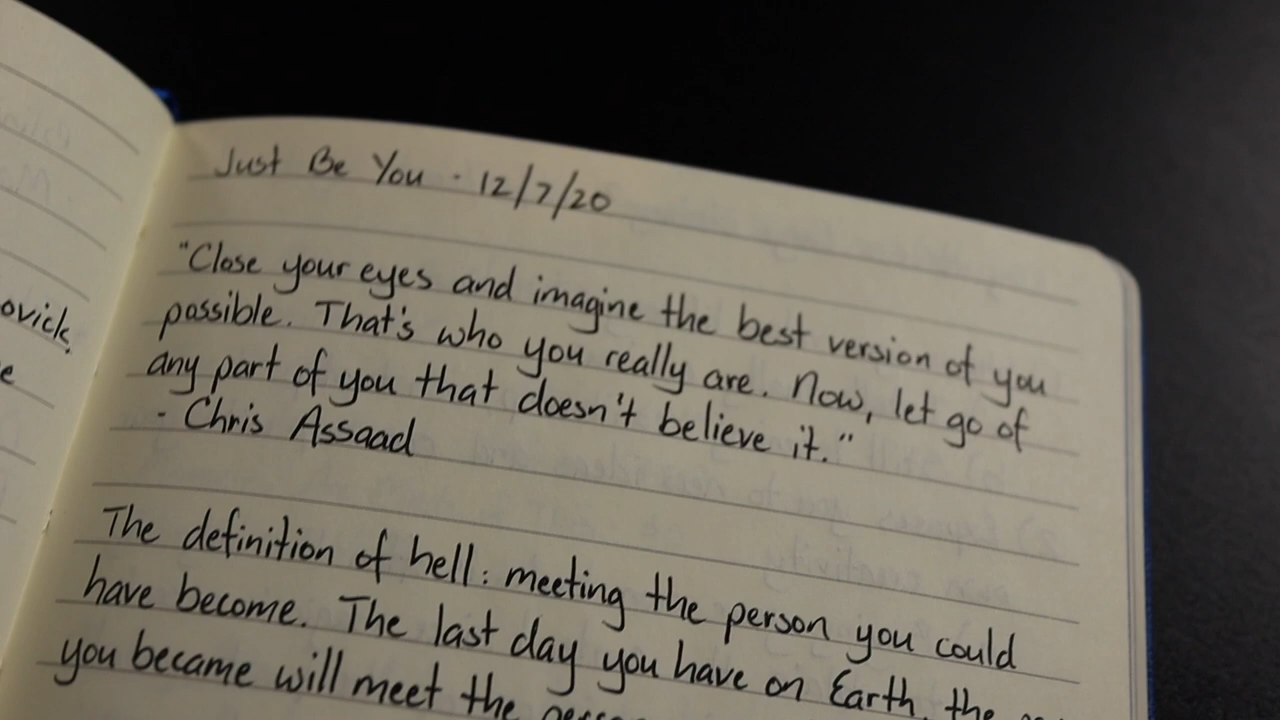 ovick.
e
Just Be You · 12/7/20
"Close your eyes and imagine the best version of you
possible. That's who you really are. Now, let go of
any part of you that doesn't believe it."
- Chris Assaad
The definition of hell: meeting the person you could
have become. The last day you have on Earth, the
you became will meet the